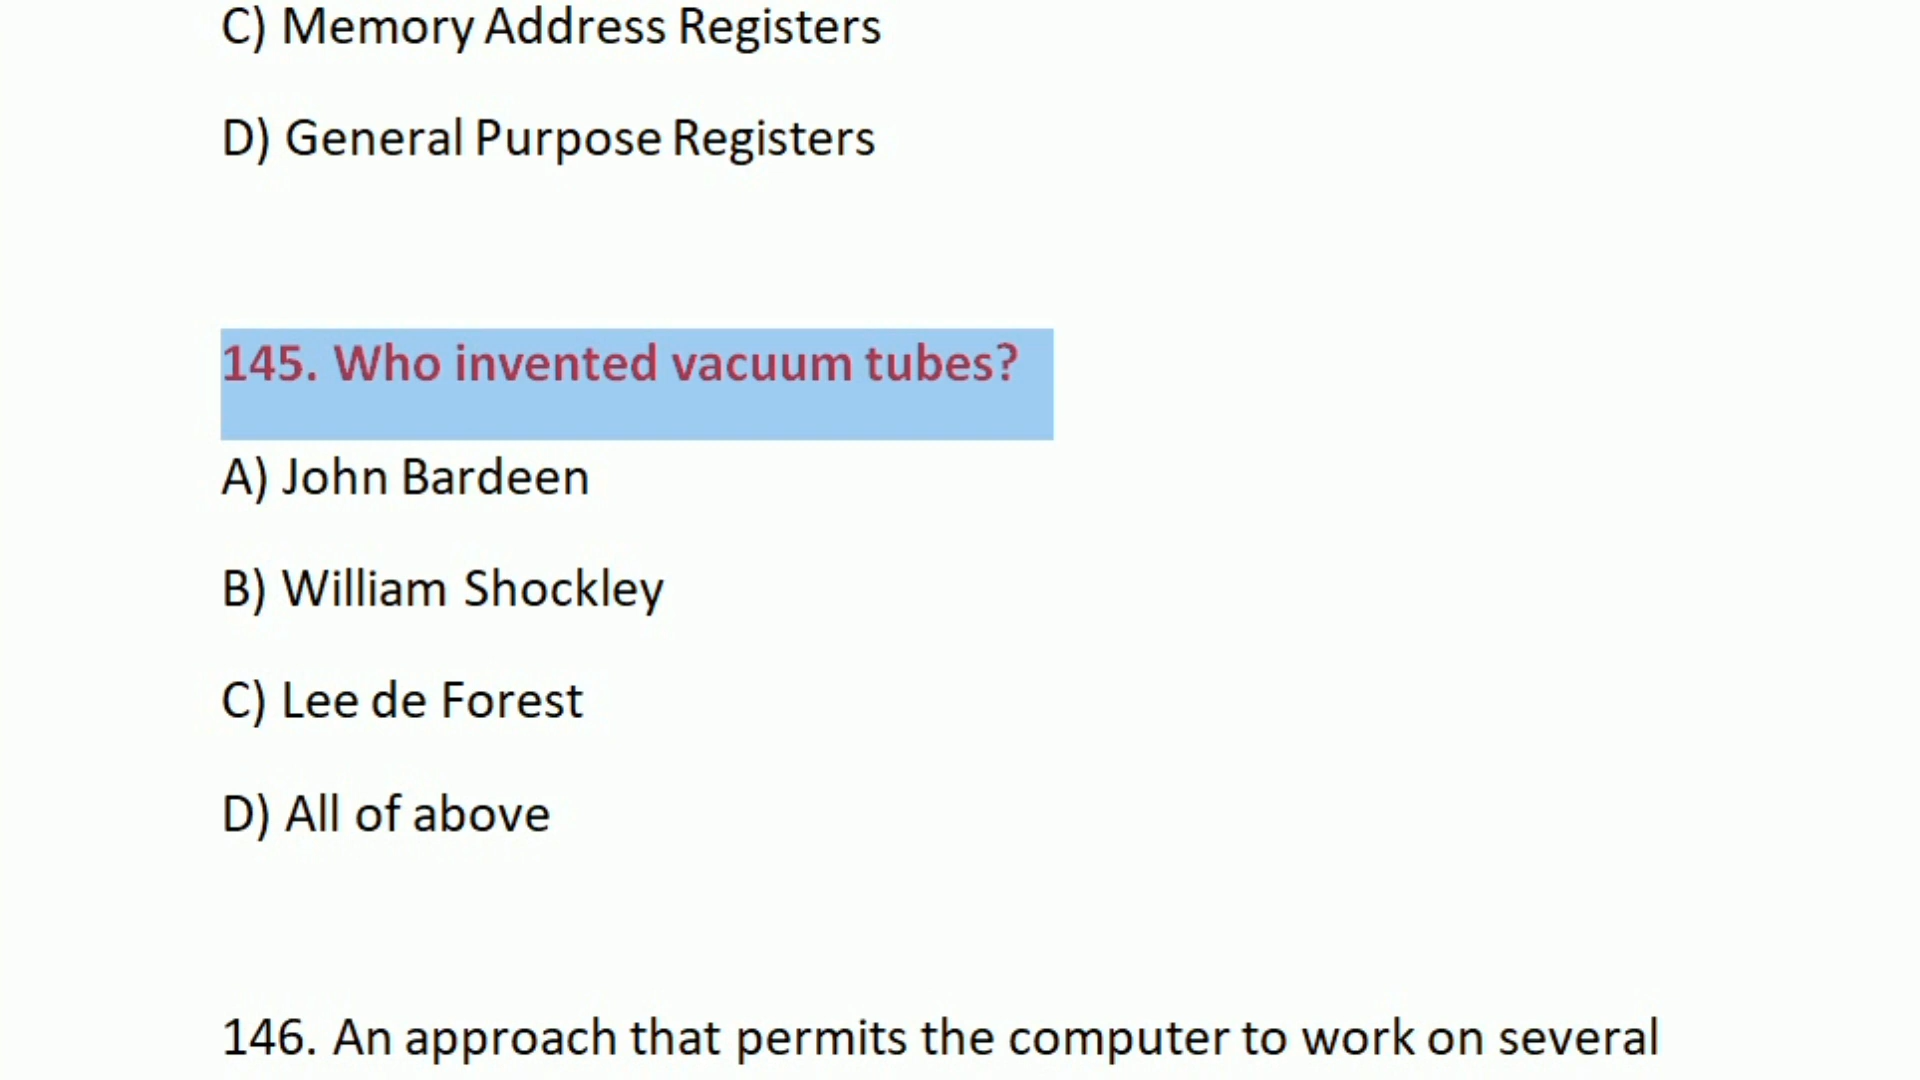 C) Memory Address Registers
D) General Purpose Registers
145. Who invented vacuum tubes?
A) John Bardeen
B) William Shockley
C) Lee de Forest
D) All of above
146. An approach that permits the computer to work on several